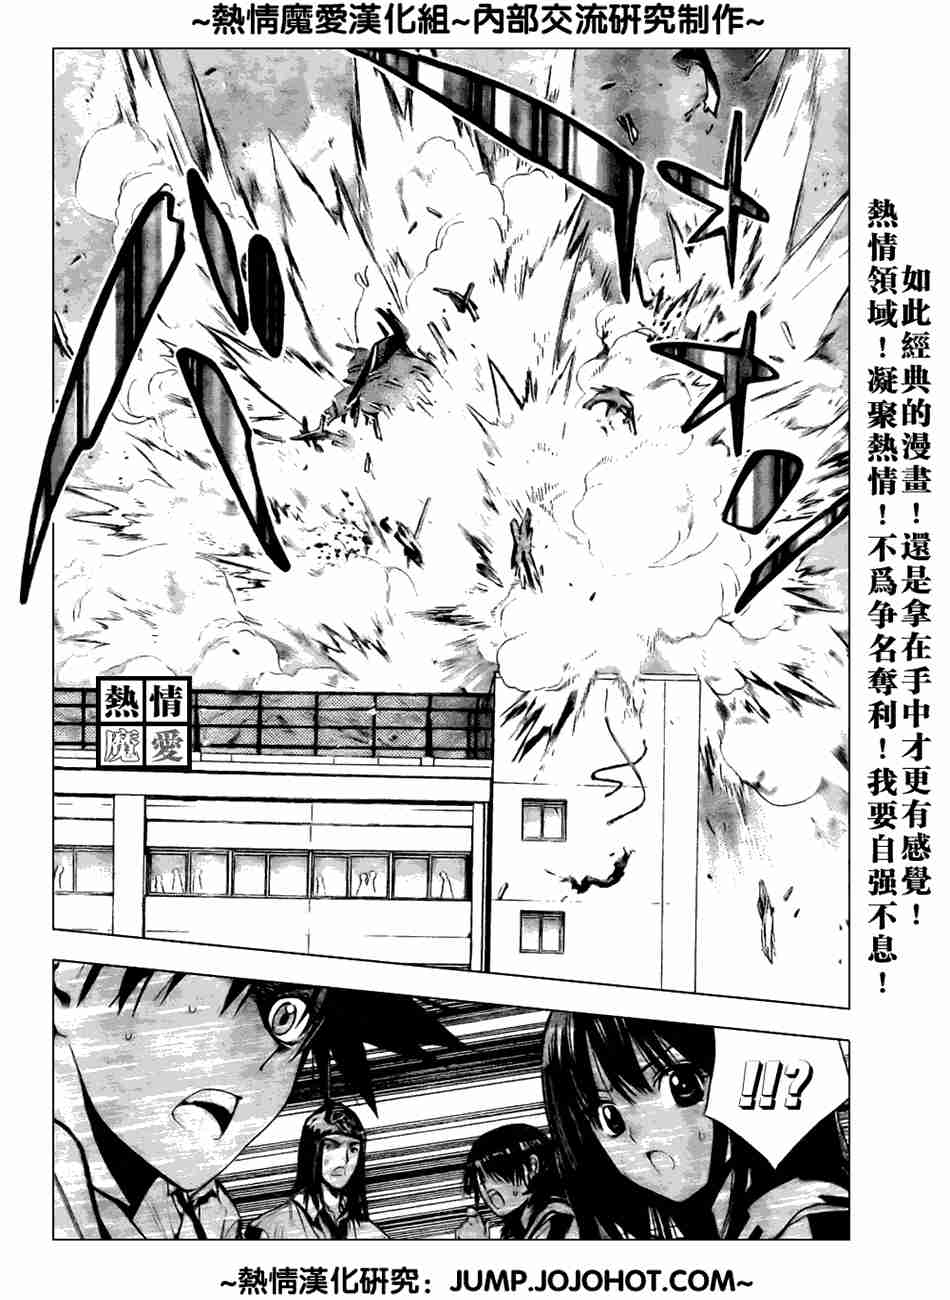 ~熱情魔愛漢化組~內部交流研究制作~
如此經典的漫畫！還是拿在手中才更有感覺！
熱情領域！凝聚熱情！不爲争名奪利！我要自强不息！
熱情
魔愛
!!?
~熱情漢化研究：JUMP.JOJOHOT.COM~